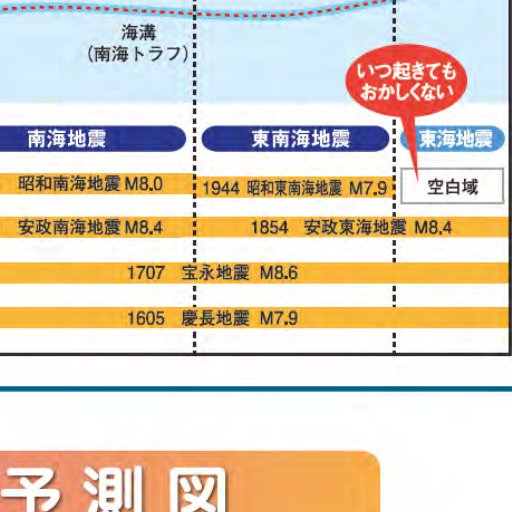 海溝
(南海トラフ)
いつ起きても
おかしくない
南海地震 東南海地震 東海地震
昭和南海地震 M8.0 1944 昭和東南海地震 M7.9 空白域
安政南海地震 M8.4 1854 安政東海地震 M8.4
1707 宝永地震 M8.6
1605 慶長地震 M7.9
予測図